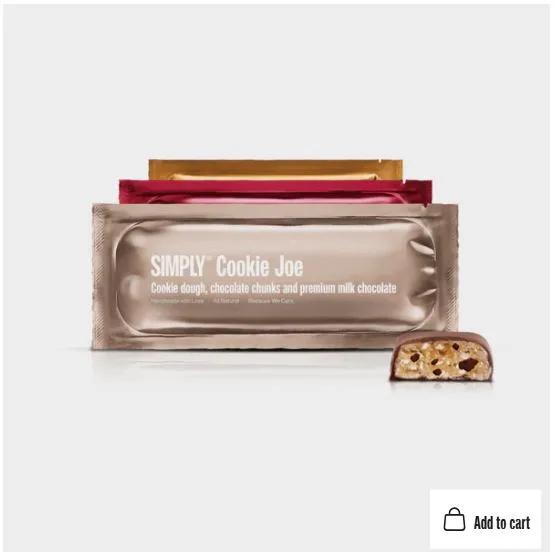 SIMPLY™ Cookie Joe
Cookie dough, chocolate chunks and premium milk chocolate
Handmade with Love All Natural Because We Care
Add to cart